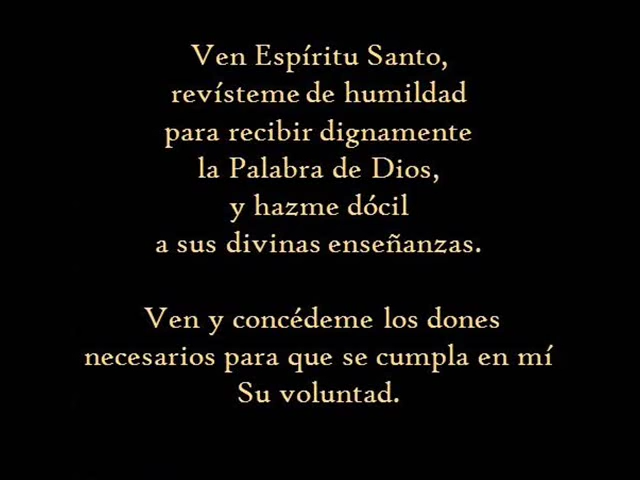 Ven Espíritu Santo,
revísteme de humildad
para recibir dignamente
la Palabra de Dios,
y hazme dócil
a sus divinas enseñanzas.
Ven y concédeme los dones
necesarios para que se cumpla en mí
Su voluntad.